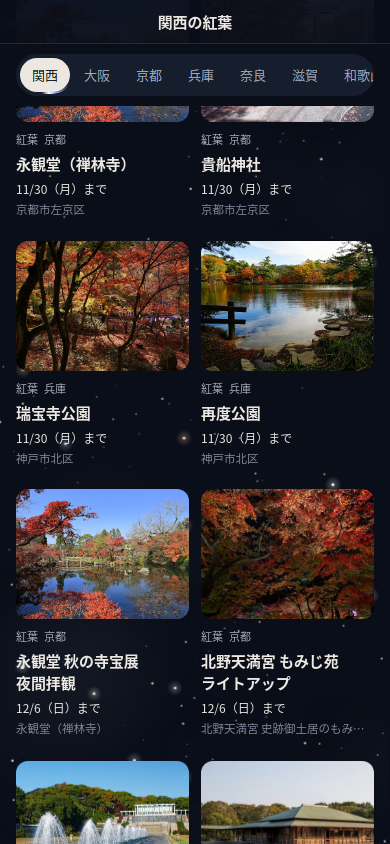 関西の紅葉
関西 大阪 京都 兵庫 奈良 滋賀 和歌
紅葉 京都
永観堂（禅林寺）
11/30（月）まで
京都市左京区
紅葉 京都
貴船神社
11/30（月）まで
京都市左京区
紅葉 兵庫
瑞宝寺公園
11/30（月）まで
神戸市北区
紅葉 兵庫
再度公園
11/30（月）まで
神戸市北区
紅葉 京都
永観堂 秋の寺宝展
夜間拝観
12/6（日）まで
永観堂（禅林寺）
紅葉 京都
北野天満宮 もみじ苑
ライトアップ
12/6（日）まで
北野天満宮 史跡御土居のもみ…